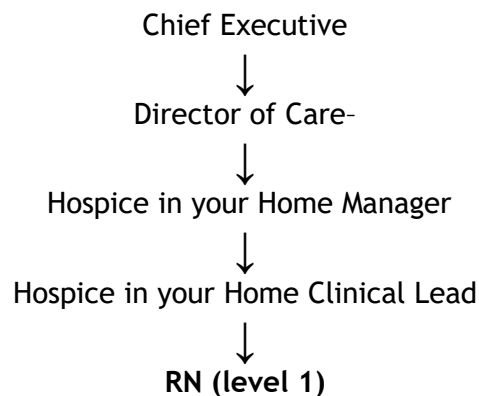 Chief Executive
Director of Care–
Hospice in your Home Manager
Hospice in your Home Clinical Lead
RN (level 1)